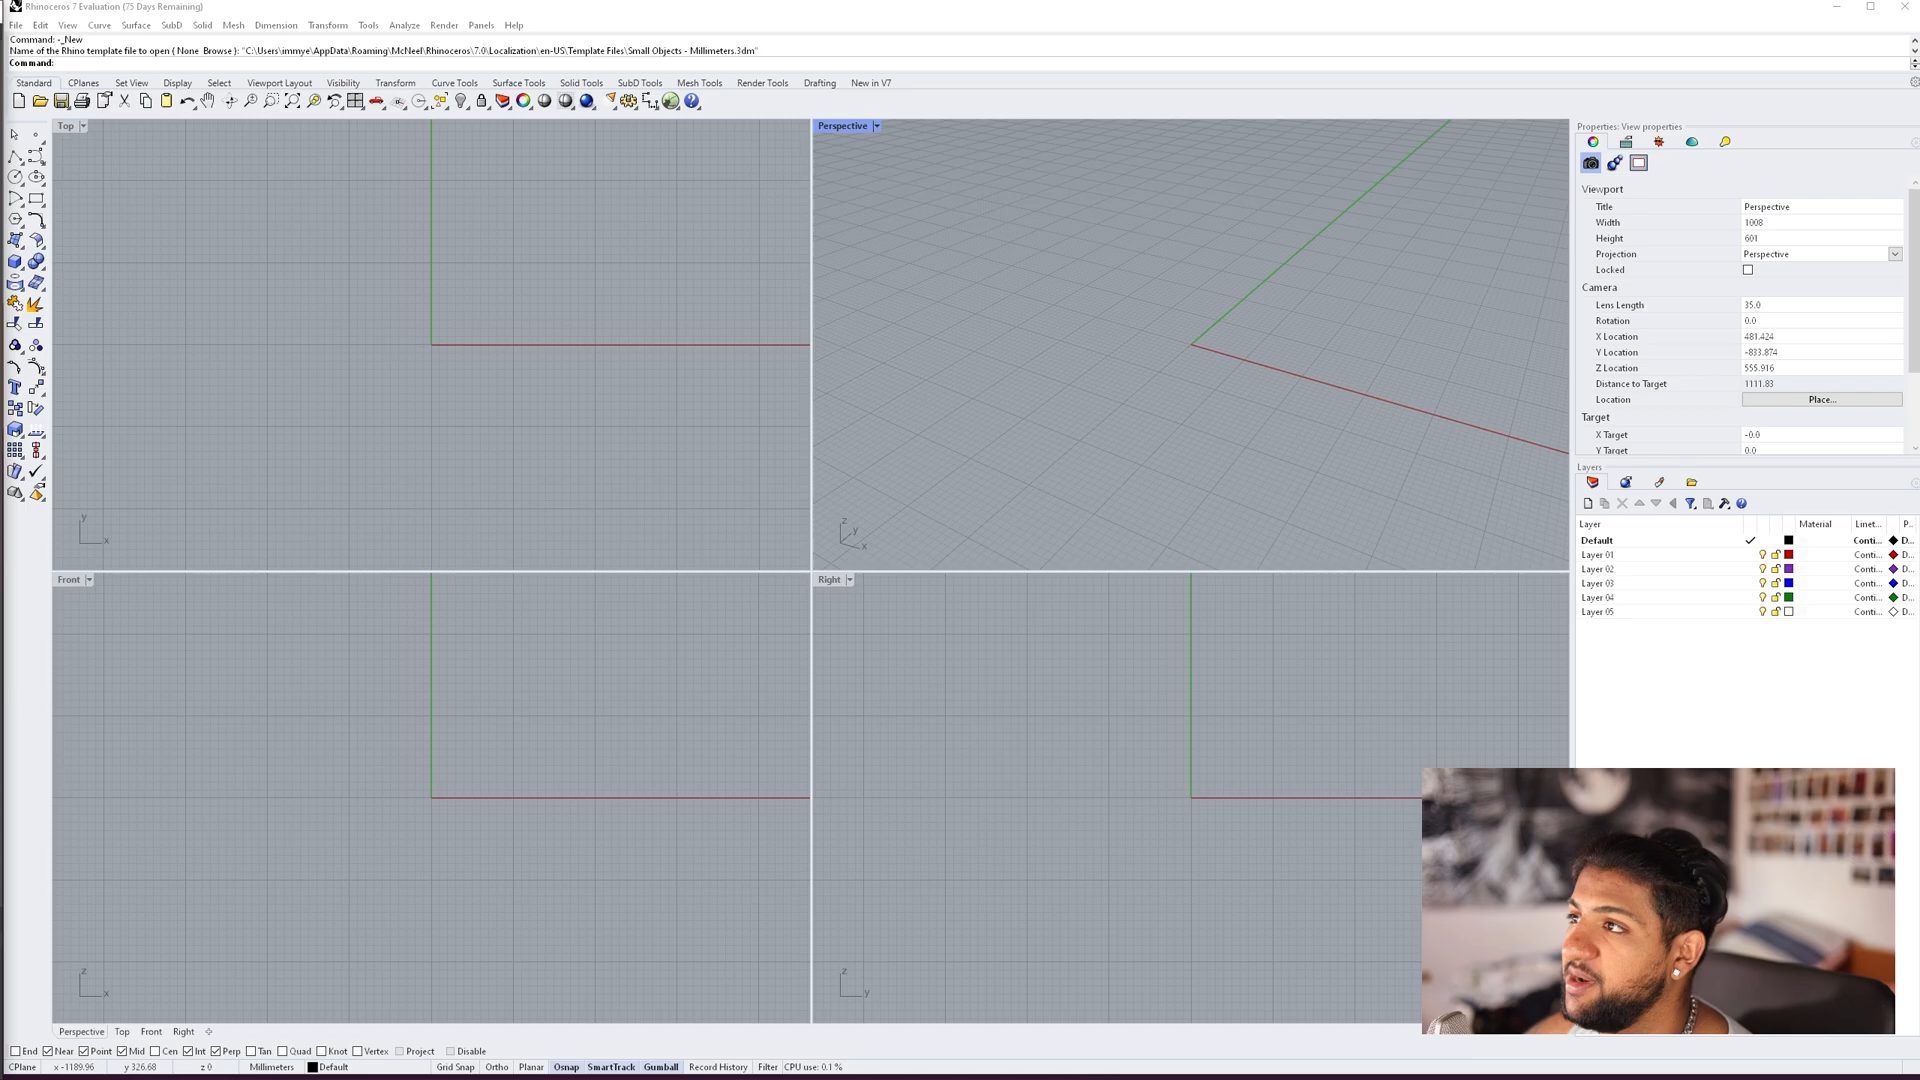 Rhinoceros 7 Evaluation (75 Days Remaining)
File Edit View Curve Surface SubD Solid Mesh Dimension Transform Tools Analyze Render Panels Help
Command: -_New
Name of the Rhino template file to open ( None  Browse ): "C:\Users\immye\AppData\Roaming\McNeel\Rhinoceros\7.0\Localization\en-US\Template Files\Small Objects - Millimeters.3dm"
Command:
Standard CPlanes Set View Display Select Viewport Layout Visibility Transform Curve Tools Surface Tools Solid Tools SubD Tools Mesh Tools Render Tools Drafting New in V7
Top
y
x
Perspective
z
y
x
Front
z
x
Right
z
y
Properties: View properties
Viewport
Title Perspective
Width 1008
Height 601
Projection Perspective
Locked
Camera
Lens Length 35.0
Rotation 0.0
X Location 481.424
Y Location -833.874
Z Location 555.916
Distance to Target 1111.83
Location Place...
Target
X Target -0.0
Y Target 0.0
Layers
Layer Material Linet... P...
Default Conti... D...
Layer 01 Conti... D...
Layer 02 Conti... D...
Layer 03 Conti... D...
Layer 04 Conti... D...
Layer 05 Conti... D...
Perspective Top Front Right
End Near Point Mid Cen Int Perp Tan Quad Knot Vertex Project Disable
CPlane x -1189.96 y 326.68 z 0 Millimeters Default Grid Snap Ortho Planar Osnap SmartTrack Gumball Record History Filter CPU use: 0.1 %